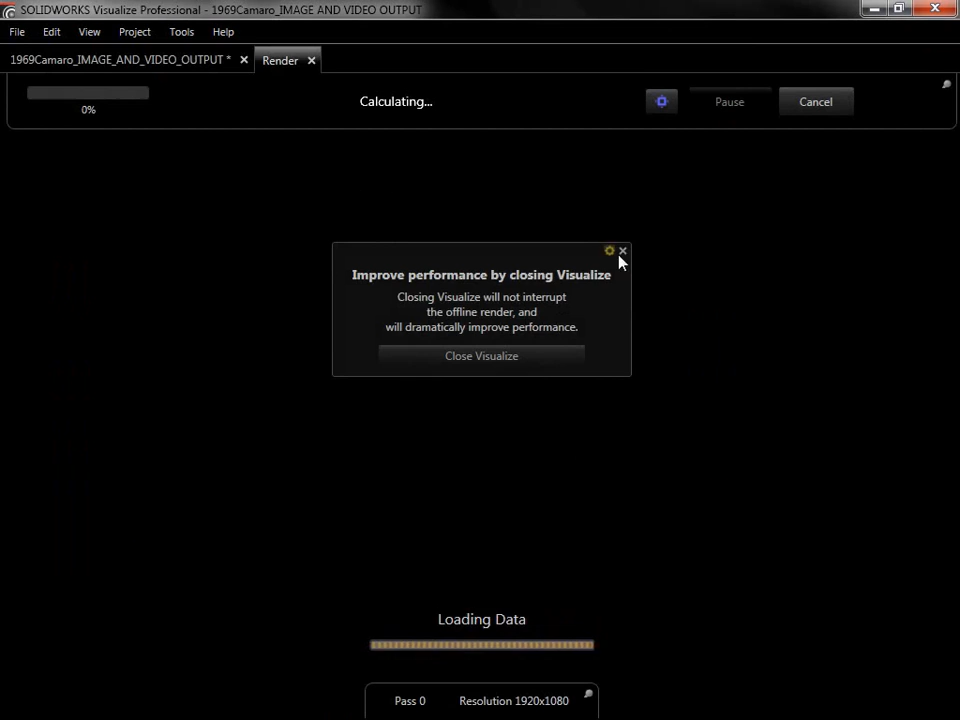 SOLIDWORKS Visualize Professional - 1969Camaro_IMAGE AND VIDEO OUTPUT
File Edit View Project Tools Help
1969Camaro_IMAGE_AND_VIDEO_OUTPUT * Render
Calculating... Pause Cancel
0%
Improve performance by closing Visualize
Closing Visualize will not interrupt
the offline render, and
will dramatically improve performance.
Close Visualize
Loading Data
Pass 0 Resolution 1920x1080